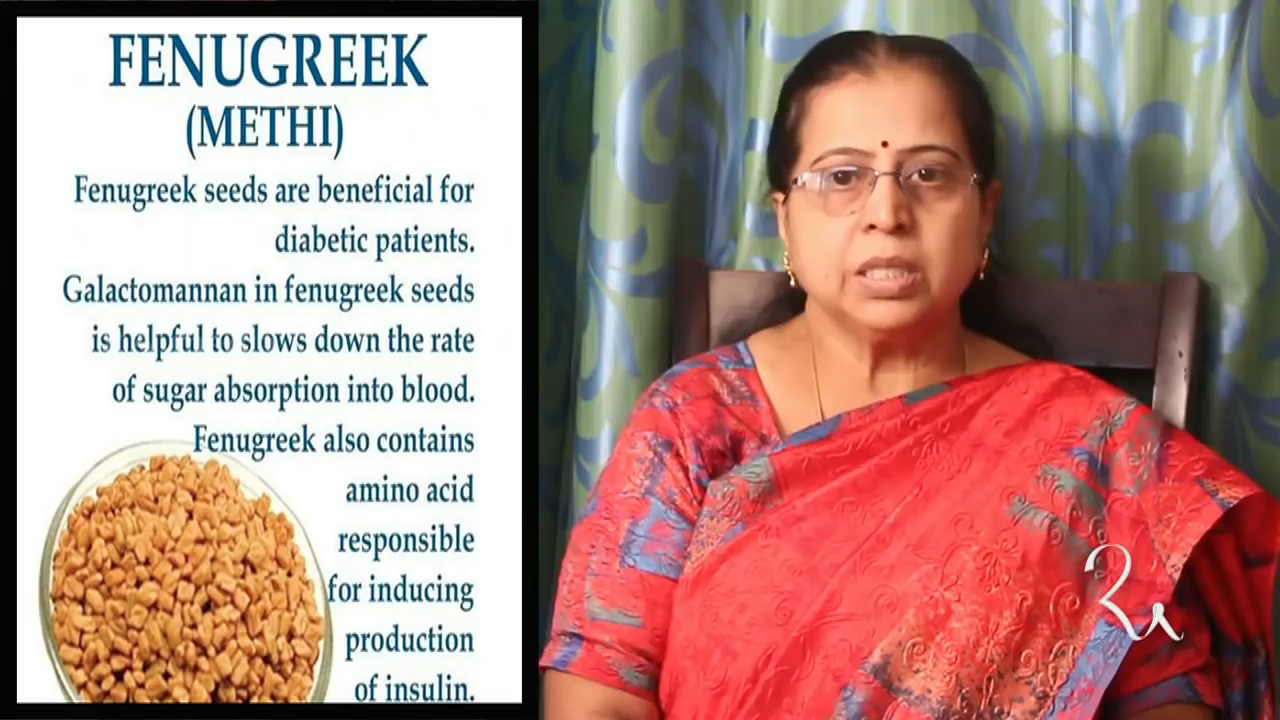 FENUGREEK
(METHI)
Fenugreek seeds are beneficial for
diabetic patients.
Galactomannan in fenugreek seeds
is helpful to slows down the rate
of sugar absorption into blood.
Fenugreek also contains
amino acid
responsible
for inducing
production
of insulin.